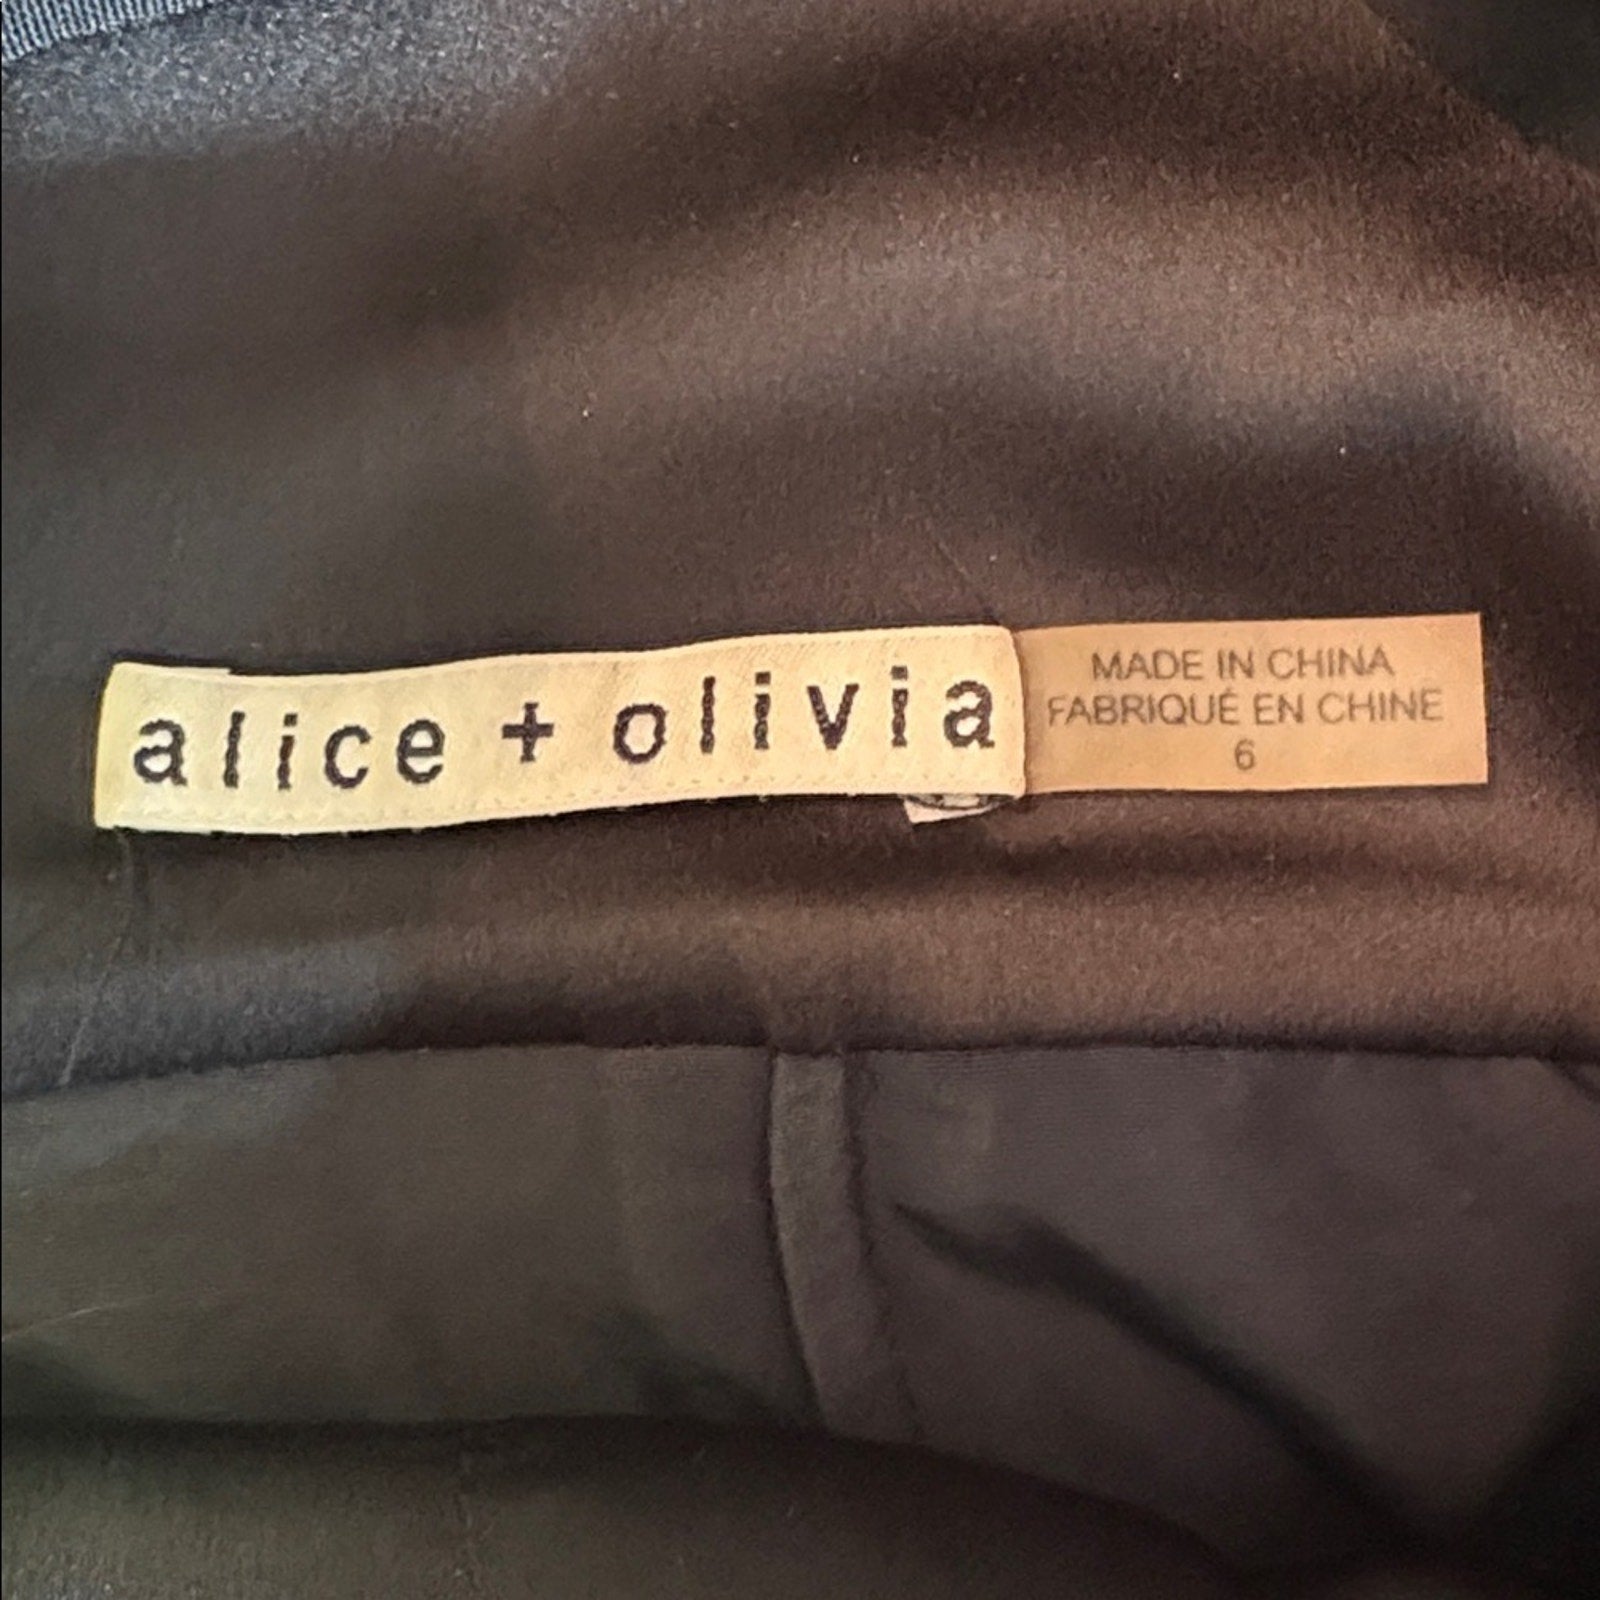 alice + olivia
MADE IN CHINA
FABRIQUÉ EN CHINE
6